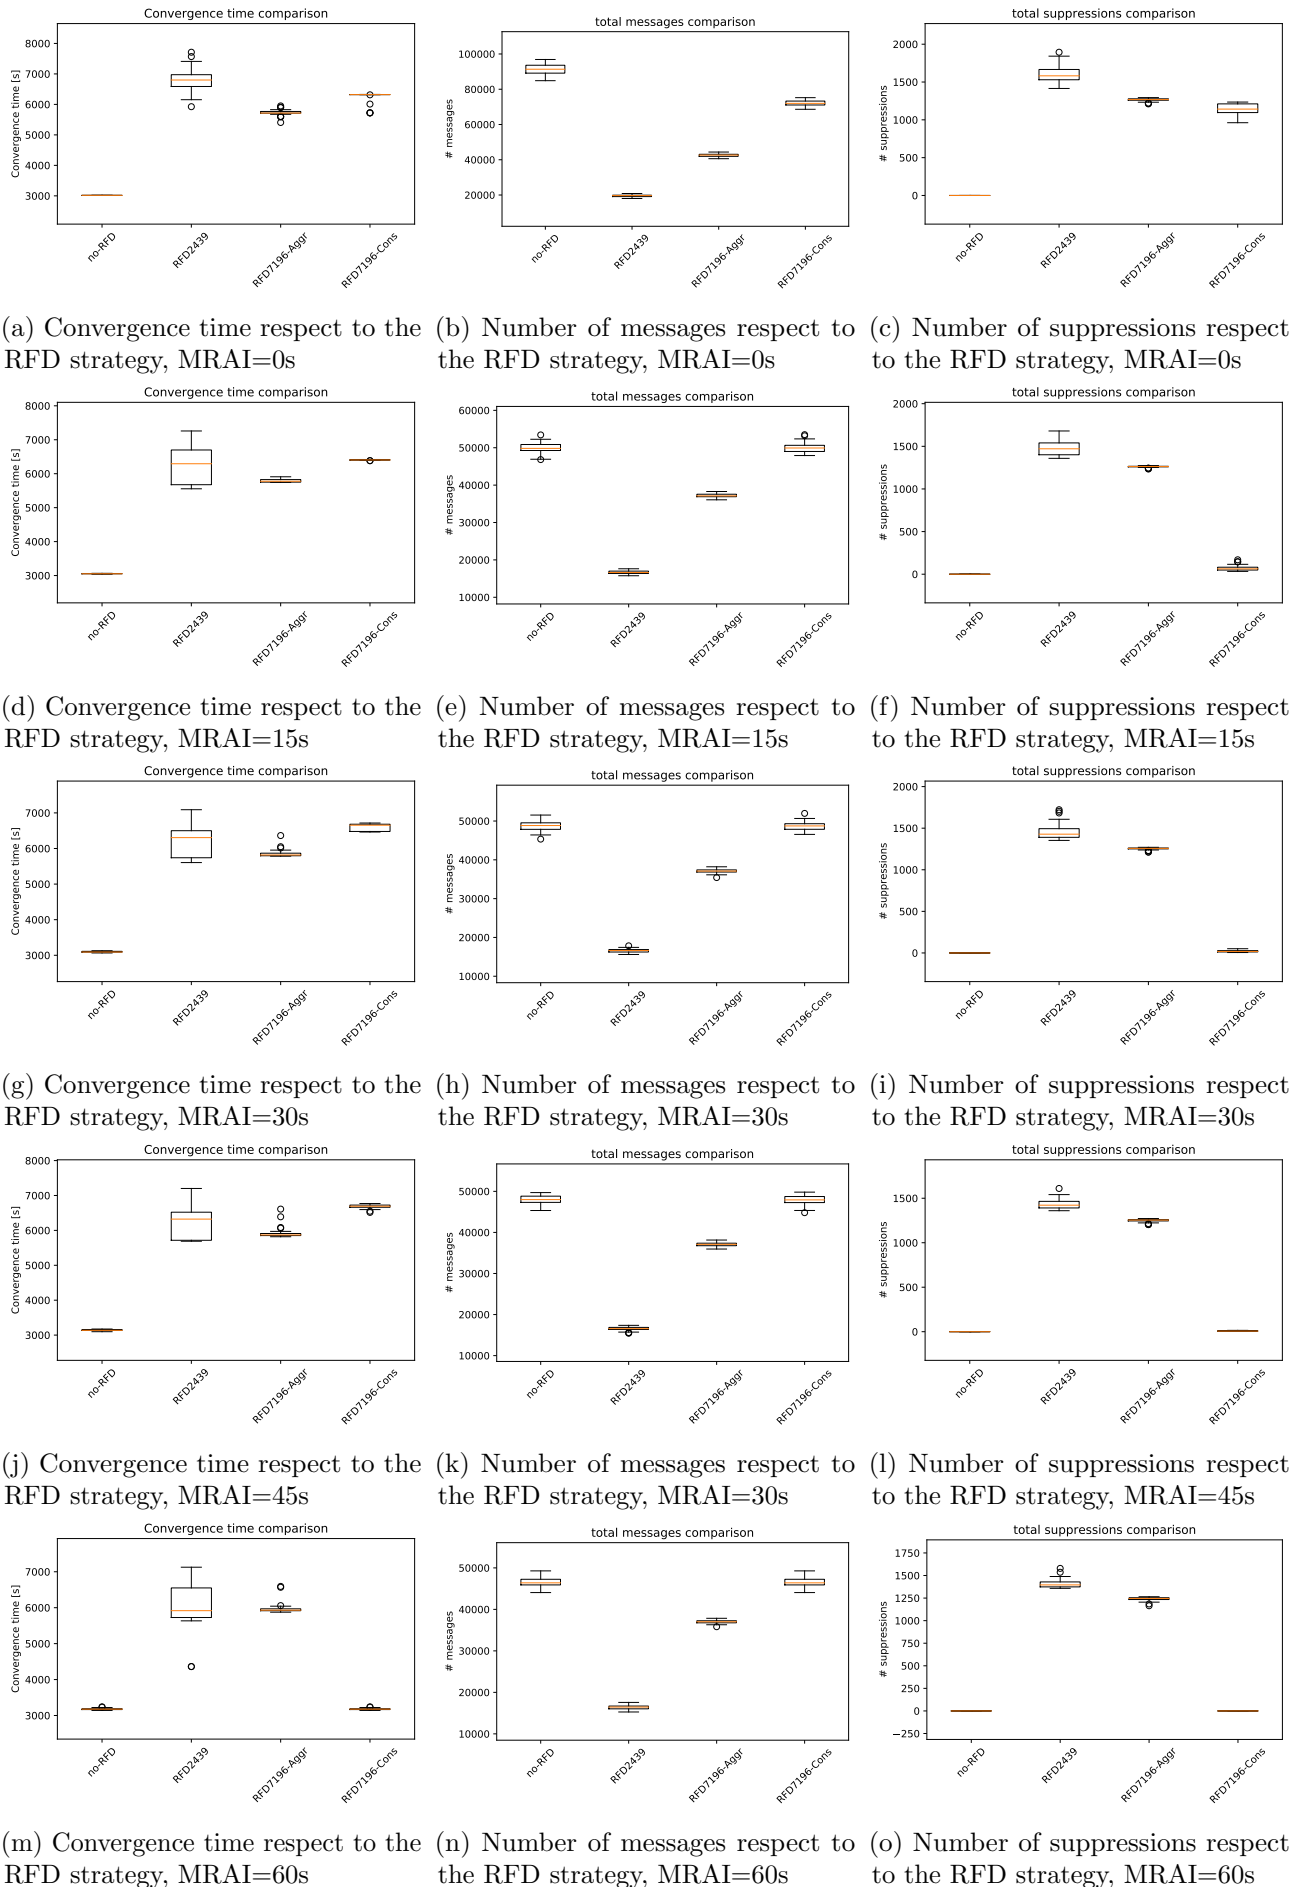 Convergence time comparison
Convergence time [s]
8000
7000
6000
5000
4000
3000
no-RFD
RFD2439
RFD7196-Aggr
RFD7196-Cons
total messages comparison
# messages
100000
80000
60000
40000
20000
no-RFD
RFD2439
RFD7196-Aggr
RFD7196-Cons
total suppressions comparison
# suppressions
2000
1500
1000
500
0
no-RFD
RFD2439
RFD7196-Aggr
RFD7196-Cons
(a) Convergence time respect to the
RFD strategy, MRAI=0s
(b) Number of messages respect to
the RFD strategy, MRAI=0s
(c) Number of suppressions respect
to the RFD strategy, MRAI=0s
Convergence time comparison
Convergence time [s]
8000
7000
6000
5000
4000
3000
no-RFD
RFD2439
RFD7196-Aggr
RFD7196-Cons
total messages comparison
# messages
60000
50000
40000
30000
20000
10000
no-RFD
RFD2439
RFD7196-Aggr
RFD7196-Cons
total suppressions comparison
# suppressions
2000
1500
1000
500
0
no-RFD
RFD2439
RFD7196-Aggr
RFD7196-Cons
(d) Convergence time respect to the
RFD strategy, MRAI=15s
(e) Number of messages respect to
the RFD strategy, MRAI=15s
(f) Number of suppressions respect
to the RFD strategy, MRAI=15s
Convergence time comparison
Convergence time [s]
7000
6000
5000
4000
3000
no-RFD
RFD2439
RFD7196-Aggr
RFD7196-Cons
total messages comparison
# messages
50000
40000
30000
20000
10000
no-RFD
RFD2439
RFD7196-Aggr
RFD7196-Cons
total suppressions comparison
# suppressions
2000
1500
1000
500
0
no-RFD
RFD2439
RFD7196-Aggr
RFD7196-Cons
(g) Convergence time respect to the
RFD strategy, MRAI=30s
(h) Number of messages respect to
the RFD strategy, MRAI=30s
(i) Number of suppressions respect
to the RFD strategy, MRAI=30s
Convergence time comparison
Convergence time [s]
8000
7000
6000
5000
4000
3000
no-RFD
RFD2439
RFD7196-Aggr
RFD7196-Cons
total messages comparison
# messages
50000
40000
30000
20000
10000
no-RFD
RFD2439
RFD7196-Aggr
RFD7196-Cons
total suppressions comparison
# suppressions
1500
1000
500
0
no-RFD
RFD2439
RFD7196-Aggr
RFD7196-Cons
(j) Convergence time respect to the
RFD strategy, MRAI=45s
(k) Number of messages respect to
the RFD strategy, MRAI=30s
(l) Number of suppressions respect
to the RFD strategy, MRAI=45s
Convergence time comparison
Convergence time [s]
7000
6000
5000
4000
3000
no-RFD
RFD2439
RFD7196-Aggr
RFD7196-Cons
total messages comparison
# messages
50000
40000
30000
20000
10000
no-RFD
RFD2439
RFD7196-Aggr
RFD7196-Cons
total suppressions comparison
# suppressions
1750
1500
1250
1000
750
500
250
0
−250
no-RFD
RFD2439
RFD7196-Aggr
RFD7196-Cons
(m) Convergence time respect to the
RFD strategy, MRAI=60s
(n) Number of messages respect to
the RFD strategy, MRAI=60s
(o) Number of suppressions respect
to the RFD strategy, MRAI=60s